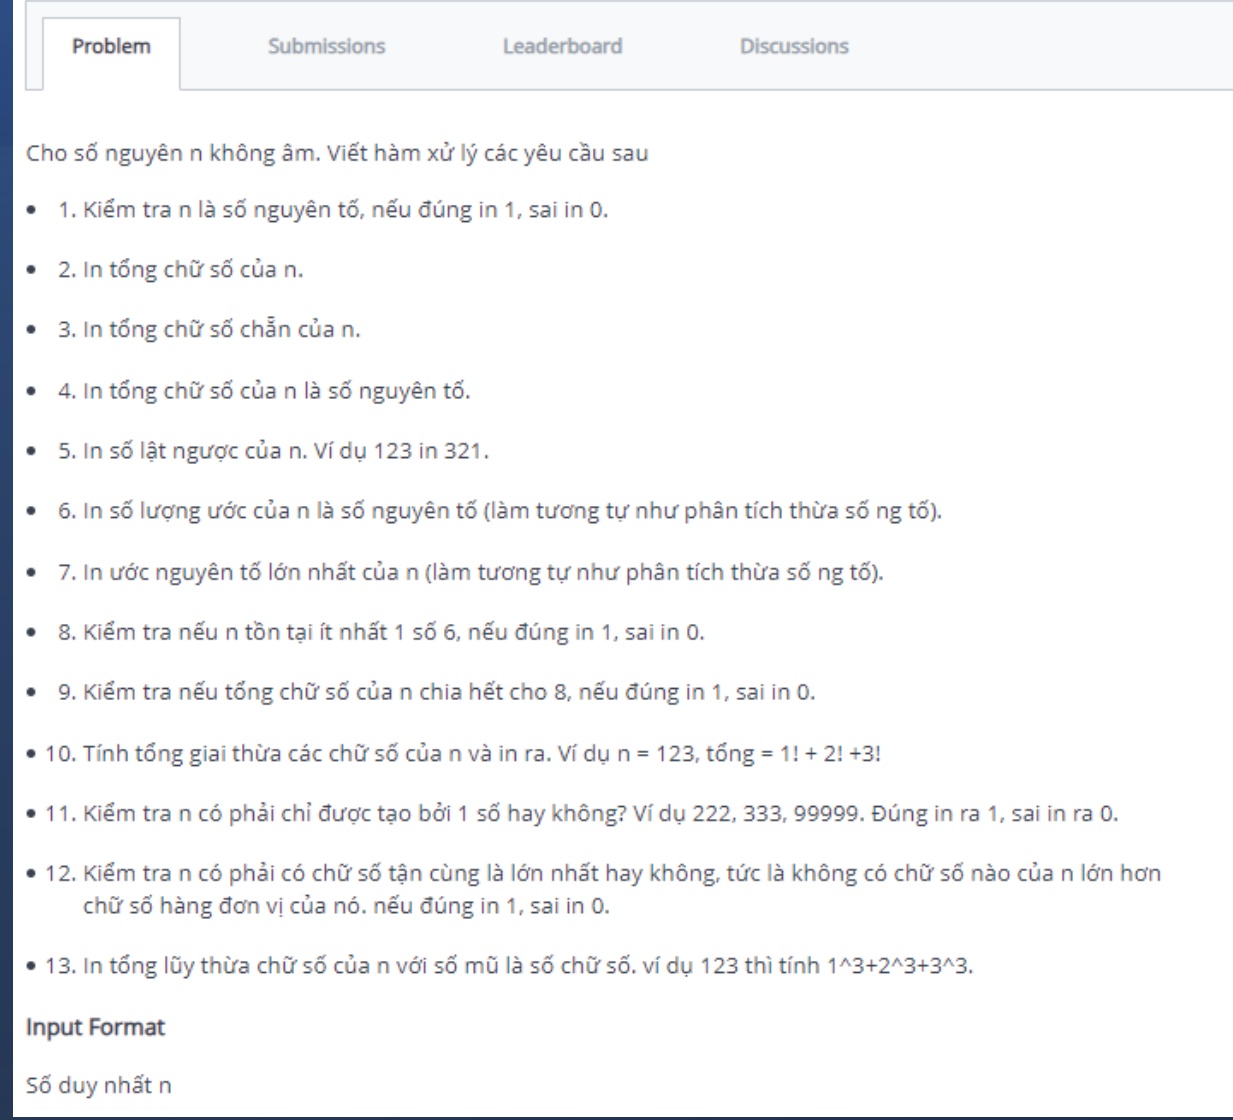 Problem Submissions Leaderboard Discussions
Cho số nguyên n không âm. Viết hàm xử lý các yêu cầu sau
• 1. Kiểm tra n là số nguyên tố, nếu đúng in 1, sai in 0.
• 2. In tổng chữ số của n.
• 3. In tổng chữ số chẵn của n.
• 4. In tổng chữ số của n là số nguyên tố.
• 5. In số lật ngược của n. Ví dụ 123 in 321.
• 6. In số lượng ước của n là số nguyên tố (làm tương tự như phân tích thừa số ng tố).
• 7. In ước nguyên tố lớn nhất của n (làm tương tự như phân tích thừa số ng tố).
• 8. Kiểm tra nếu n tồn tại ít nhất 1 số 6, nếu đúng in 1, sai in 0.
• 9. Kiểm tra nếu tổng chữ số của n chia hết cho 8, nếu đúng in 1, sai in 0.
• 10. Tính tổng giai thừa các chữ số của n và in ra. Ví dụ n = 123, tổng = 1! + 2! +3!
• 11. Kiểm tra n có phải chỉ được tạo bởi 1 số hay không? Ví dụ 222, 333, 99999. Đúng in ra 1, sai in ra 0.
• 12. Kiểm tra n có phải có chữ số tận cùng là lớn nhất hay không, tức là không có chữ số nào của n lớn hơn
chữ số hàng đơn vị của nó. nếu đúng in 1, sai in 0.
• 13. In tổng lũy thừa chữ số của n với số mũ là số chữ số. ví dụ 123 thì tính 1^3+2^3+3^3.
Input Format
Số duy nhất n